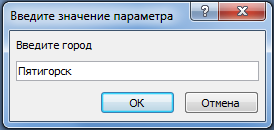 Введите значение параметра
Введите город
Пятигорск
ОК
Отмена